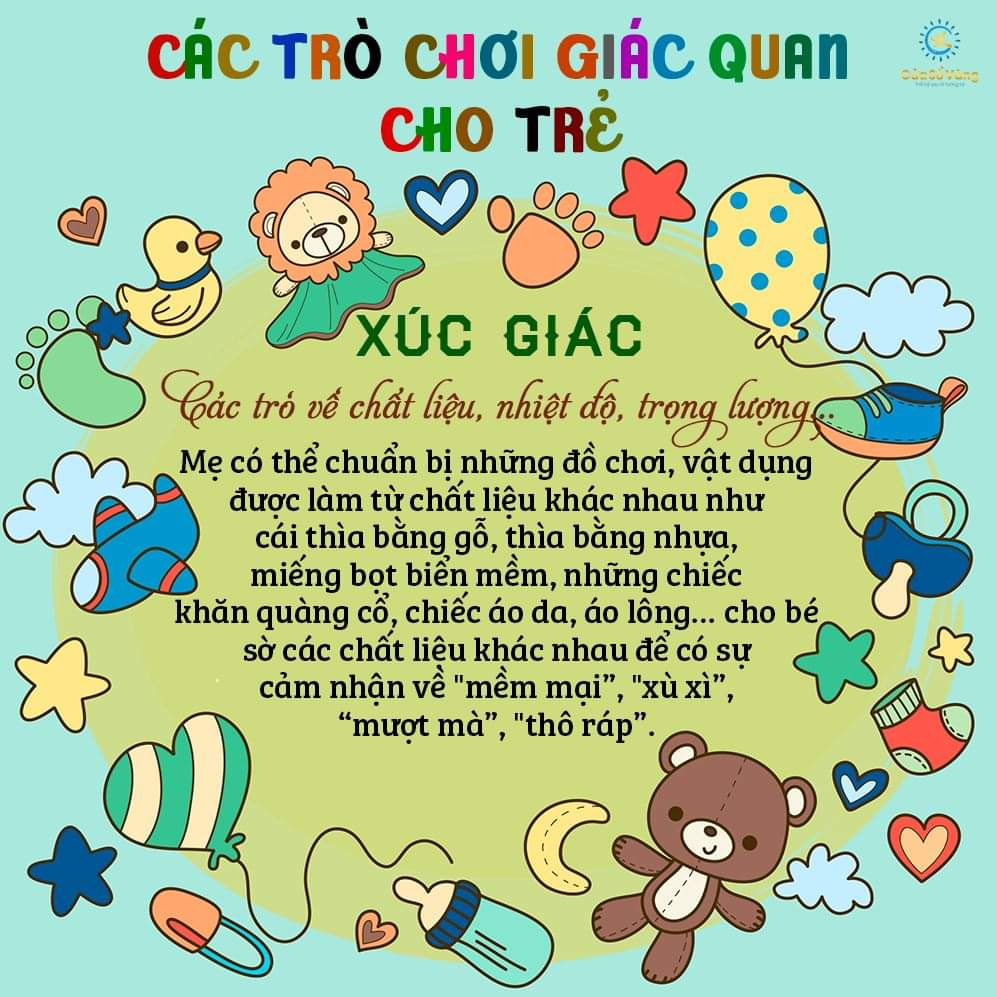 CÁC TRÒ CHƠI GIÁC QUAN
CHO TRẺ
XÚC GIÁC
Các trò về chất liệu, nhiệt độ, trọng lượng,..
Mẹ có thể chuẩn bị những đồ chơi, vật dụng
được làm từ chất liệu khác nhau như
cái thìa bằng gỗ, thìa bằng nhựa,
miếng bọt biển mềm, những chiếc
khăn quàng cổ, chiếc áo da, áo lông... cho bé
sờ các chất liệu khác nhau để có sự
cảm nhận về "mềm mại”, "xù xì”,
“mượt mà”, "thô ráp”.